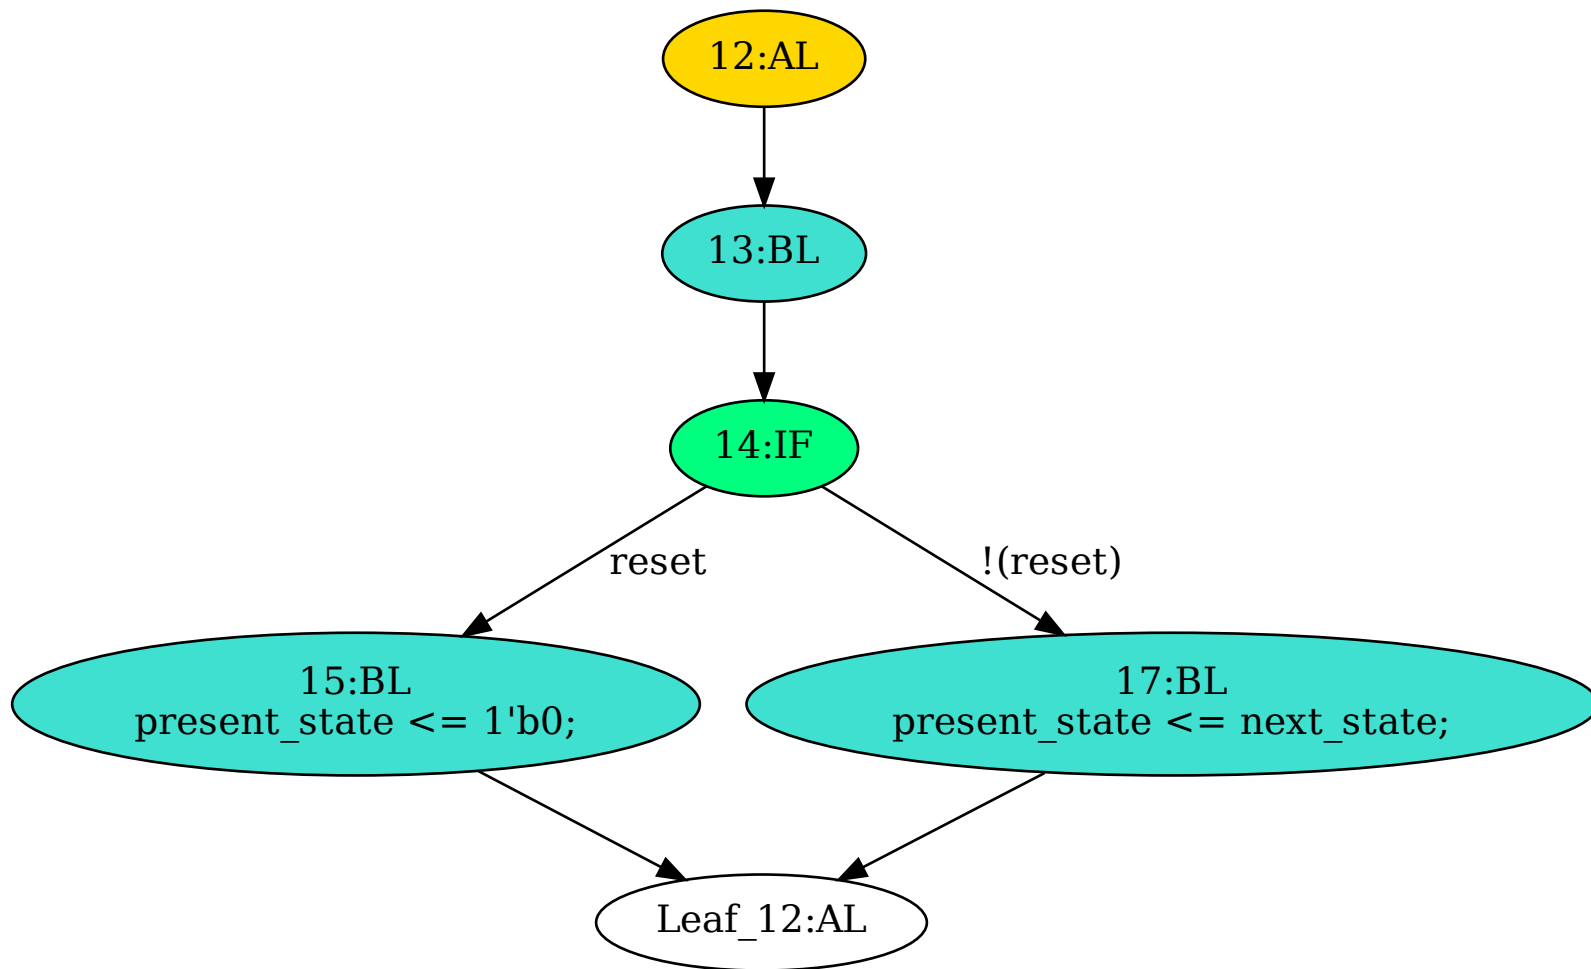 12:AL
13:BL
14:IF
reset
!(reset)
15:BL
present_state <= 1'b0;
17:BL
present_state <= next_state;
Leaf_12:AL